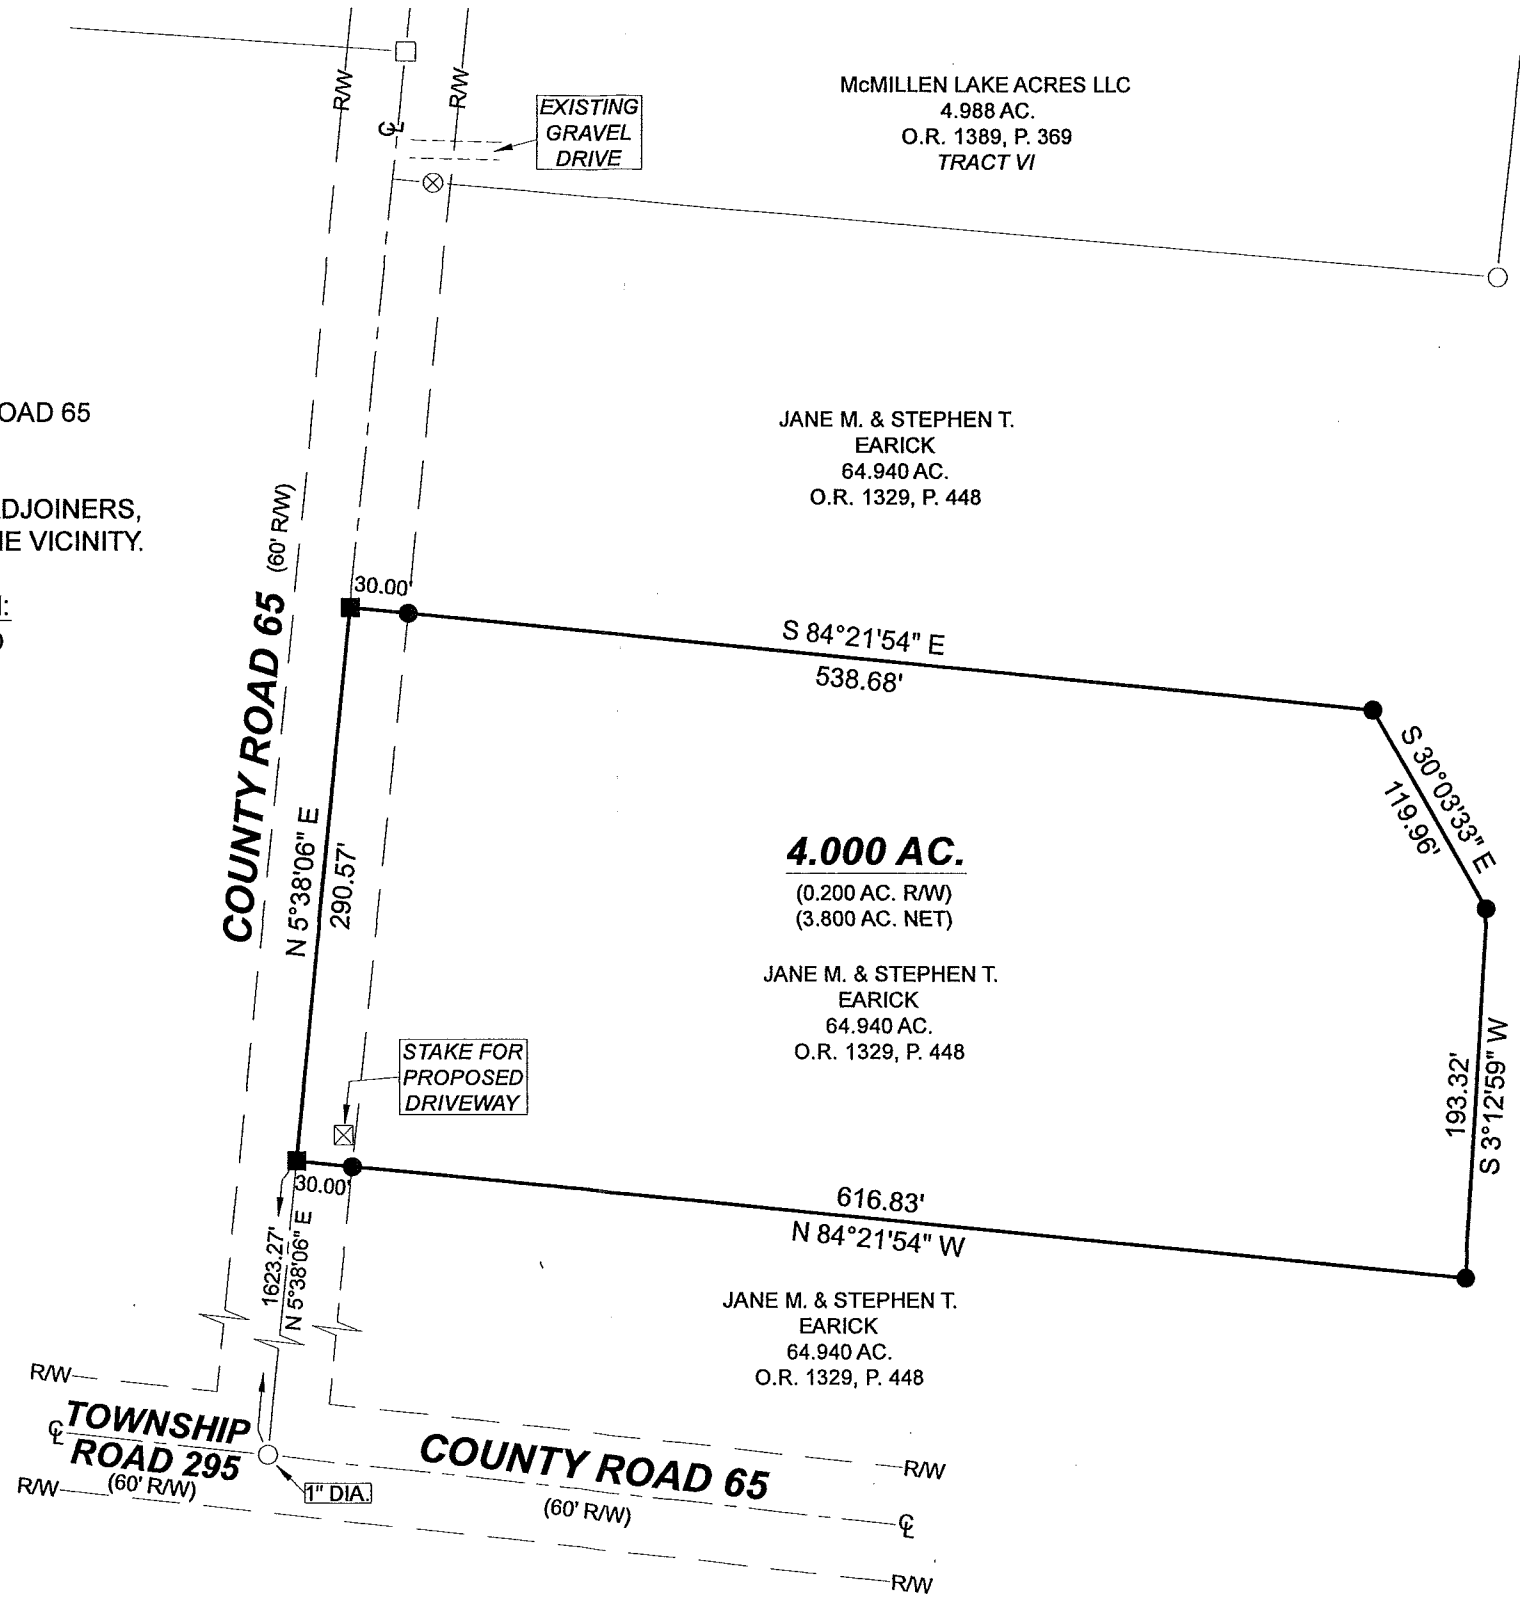 R/W
R/W
℄
EXISTING
GRAVEL
DRIVE
McMILLEN LAKE ACRES LLC
4.988 AC.
O.R. 1389, P. 369
TRACT VI
OAD 65
DJOINERS,
IE VICINITY.
JANE M. & STEPHEN T.
EARICK
64.940 AC.
O.R. 1329, P. 448
COUNTY ROAD 65 (60' R/W)
30.00'
S 84°21'54" E
538.68'
S 30°03'33" E
119.96'
N 5°38'06" E
290.57'
4.000 AC.
(0.200 AC. R/W)
(3.800 AC. NET)
JANE M. & STEPHEN T.
EARICK
64.940 AC.
O.R. 1329, P. 448
STAKE FOR
PROPOSED
DRIVEWAY
193.32'
S 3°12'59" W
30.00'
616.83'
N 84°21'54" W
1623.27'
N 5°38'06" E
JANE M. & STEPHEN T.
EARICK
64.940 AC.
O.R. 1329, P. 448
R/W
℄
TOWNSHIP
ROAD 295
(60' R/W)
R/W
1" DIA.
COUNTY ROAD 65
(60' R/W)
R/W
℄
R/W